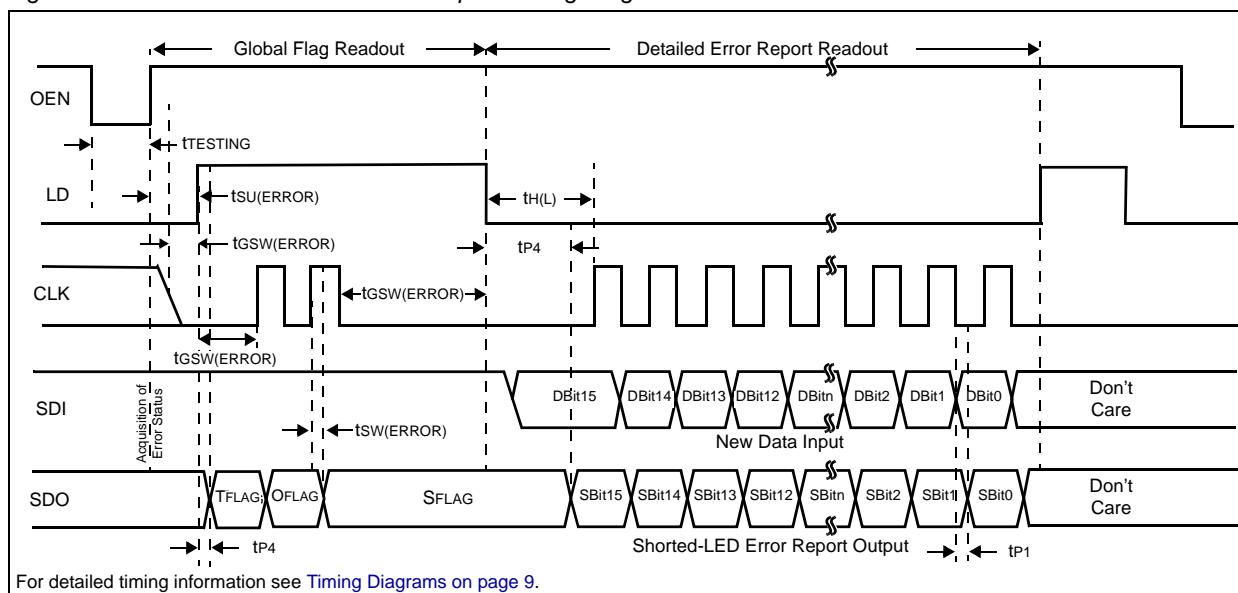 Global Flag Readout
Detailed Error Report Readout
OEN
tTESTING
LD
tSU(ERROR)
tH(L)
tGSW(ERROR)
tP4
CLK
tGSW(ERROR)
tGSW(ERROR)
Acquisition of
Error Status
SDI
DBit15 DBit14 DBit13 DBit12 DBitn DBit2 DBit1 DBit0
Don't
Care
tSW(ERROR)
New Data Input
SDO
TFLAG; OFLAG SFLAG SBit15 SBit14 SBit13 SBit12 SBitn SBit2 SBit1 SBit0
Don't
Care
tP4
Shorted-LED Error Report Output
tP1
For detailed timing information see Timing Diagrams on page 9.